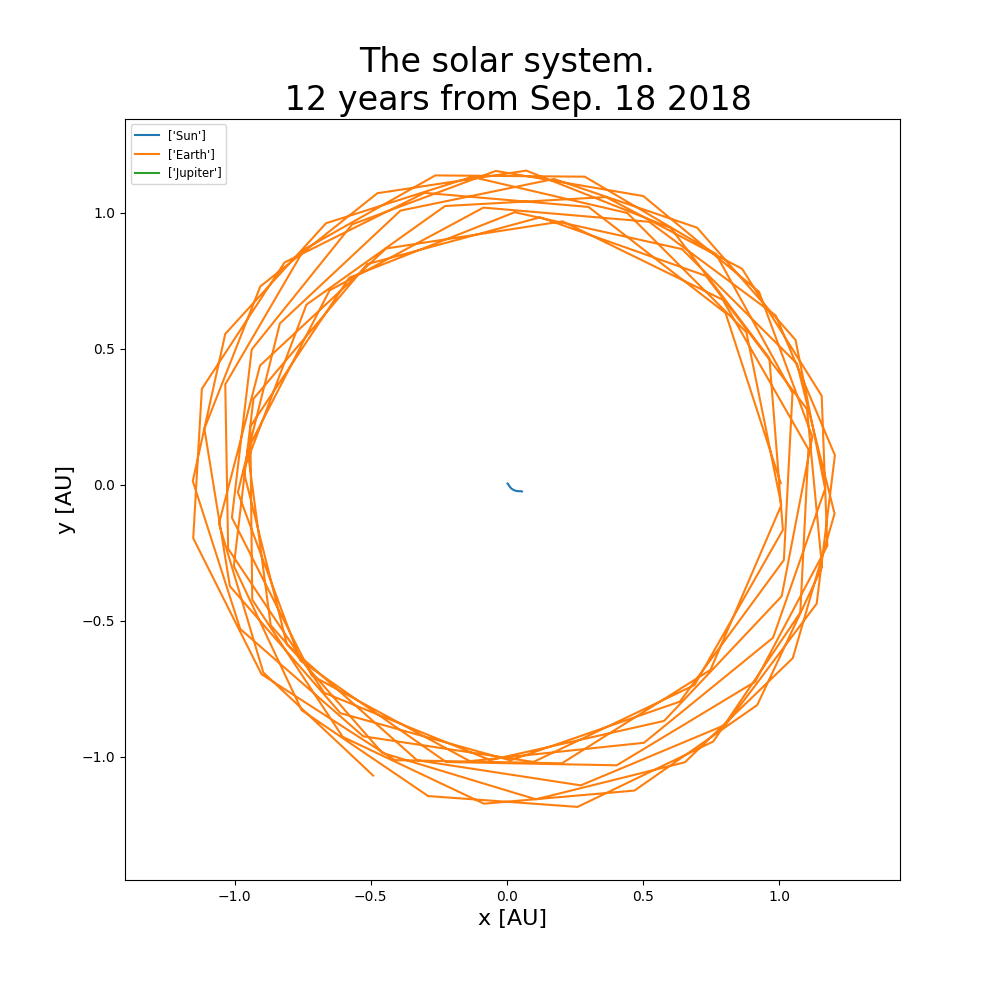 The solar system.
12 years from Sep. 18 2018
['Sun']
['Earth']
['Jupiter']
1.0
0.5
0.0
−0.5
−1.0
y [AU]
−1.0
−0.5
0.0
0.5
1.0
x [AU]